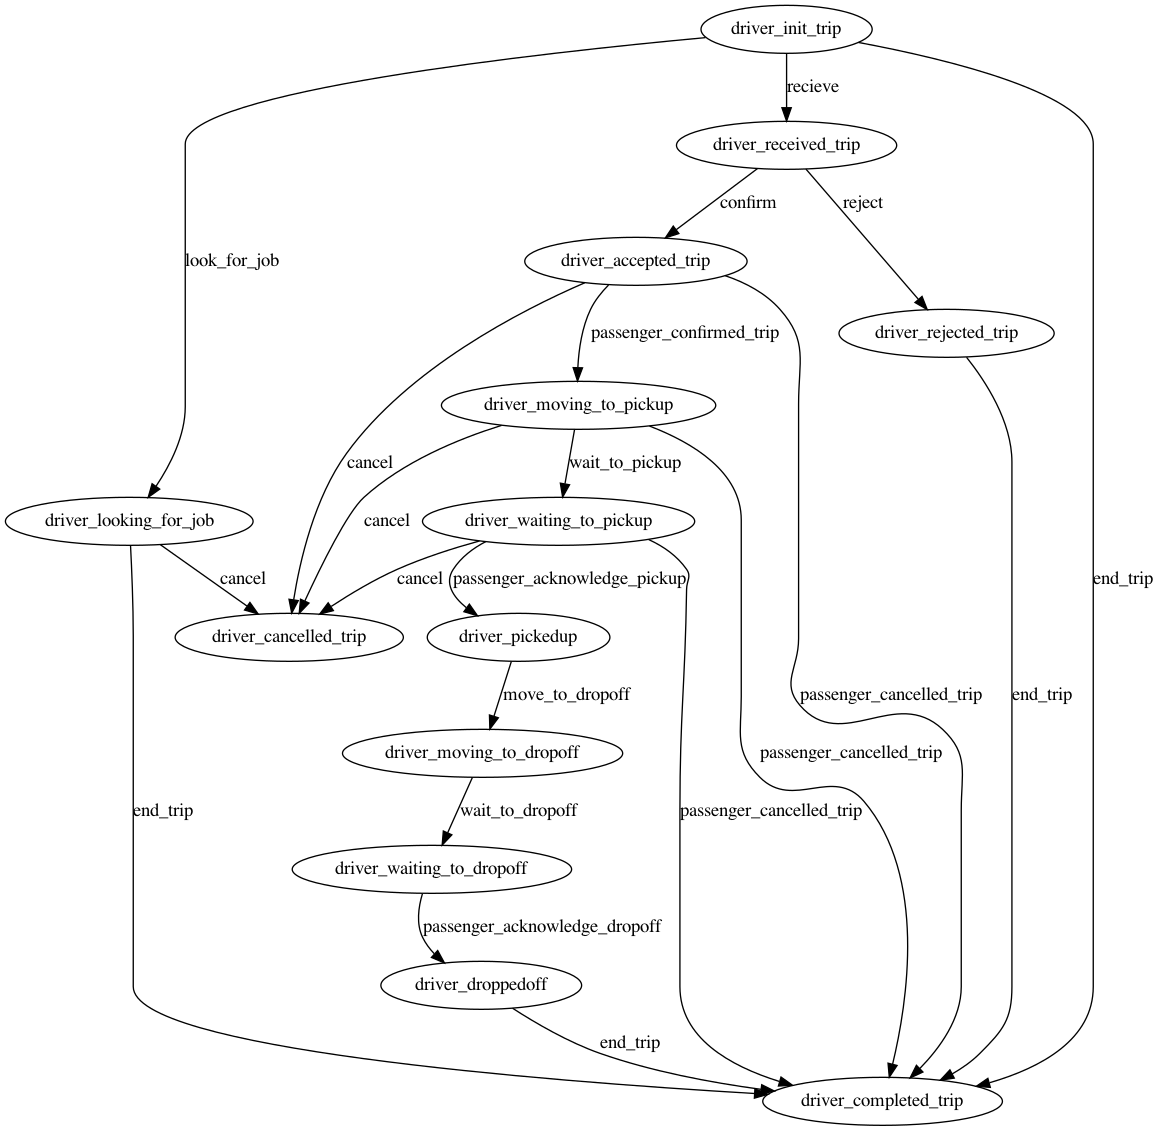 driver_init_trip
recieve
driver_received_trip
confirm
reject
look_for_job
driver_accepted_trip
passenger_confirmed_trip
driver_rejected_trip
driver_moving_to_pickup
cancel
wait_to_pickup
driver_looking_for_job
cancel
driver_waiting_to_pickup
cancel
cancel
passenger_acknowledge_pickup
end_trip
driver_cancelled_trip
driver_pickedup
move_to_dropoff
passenger_cancelled_trip
end_trip
driver_moving_to_dropoff
passenger_cancelled_trip
end_trip
wait_to_dropoff
passenger_cancelled_trip
driver_waiting_to_dropoff
passenger_acknowledge_dropoff
driver_droppedoff
end_trip
driver_completed_trip